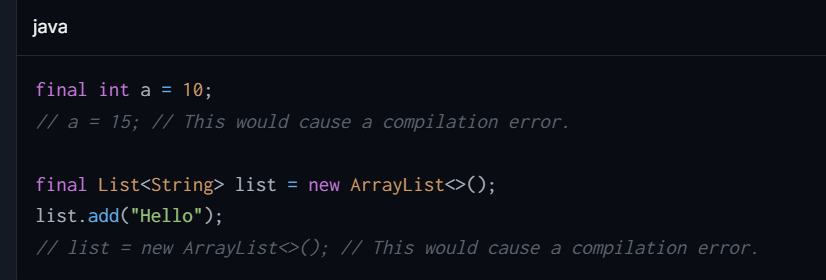 java
final int a = 10;
// a = 15; // This would cause a compilation error.
final List<String> list = new ArrayList<>();
list.add("Hello");
// list = new ArrayList<>(); // This would cause a compilation error.